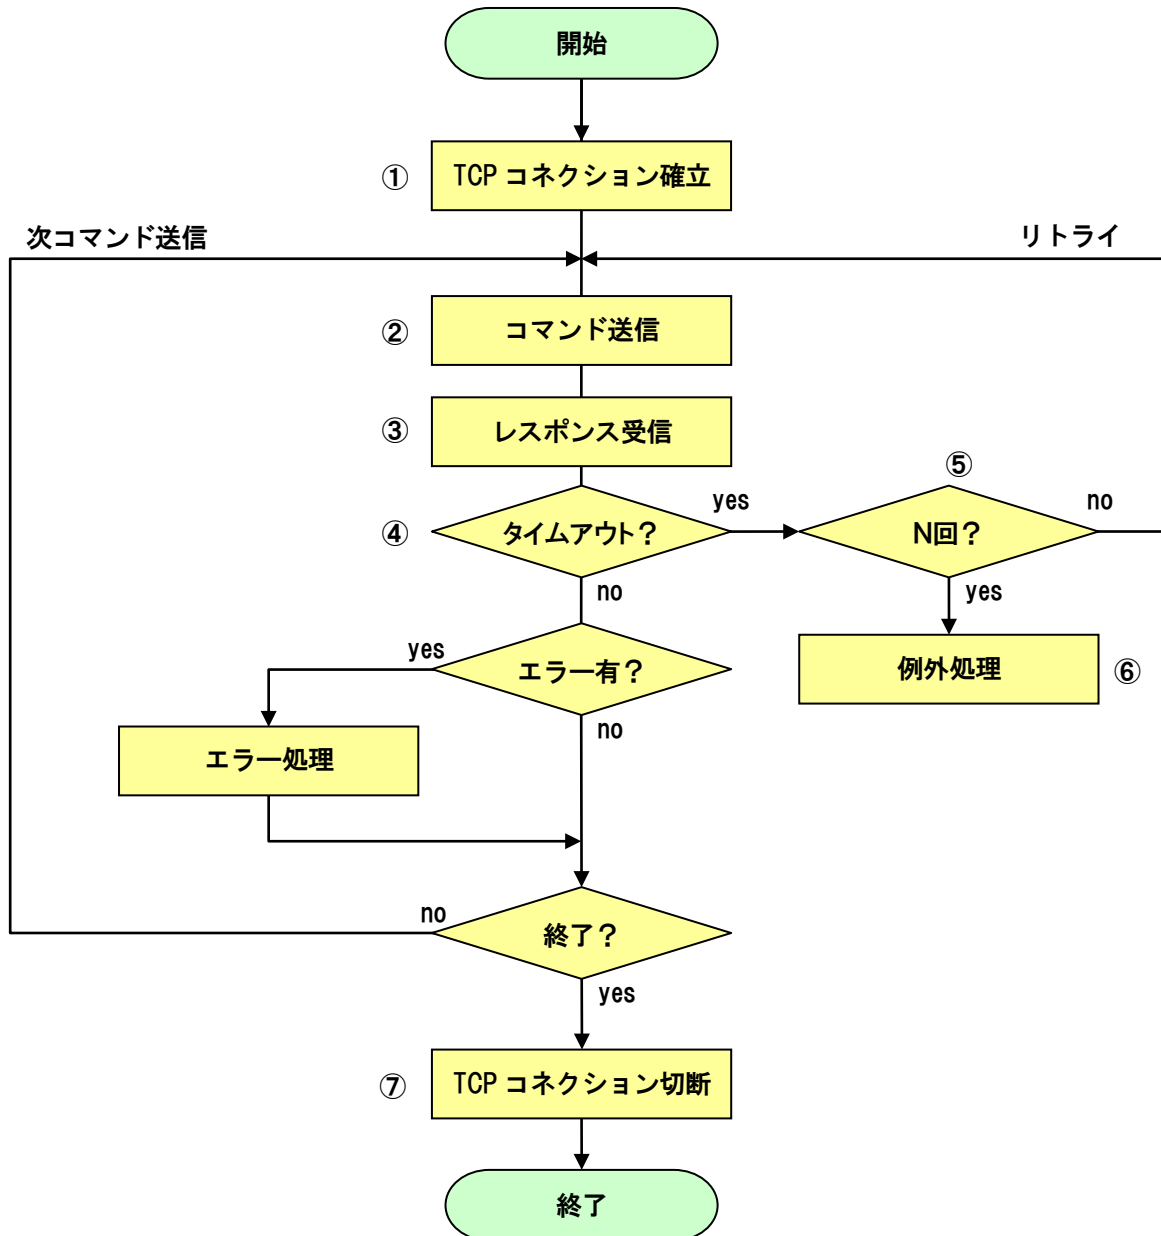 開始
① TCP コネクション確立
次コマンド送信
リトライ
② コマンド送信
③ レスポンス受信
⑤
④ タイムアウト?
yes
N回?
no
no
yes
yes
エラー有?
例外処理 ⑥
no
エラー処理
no
終了?
yes
⑦ TCP コネクション切断
終了